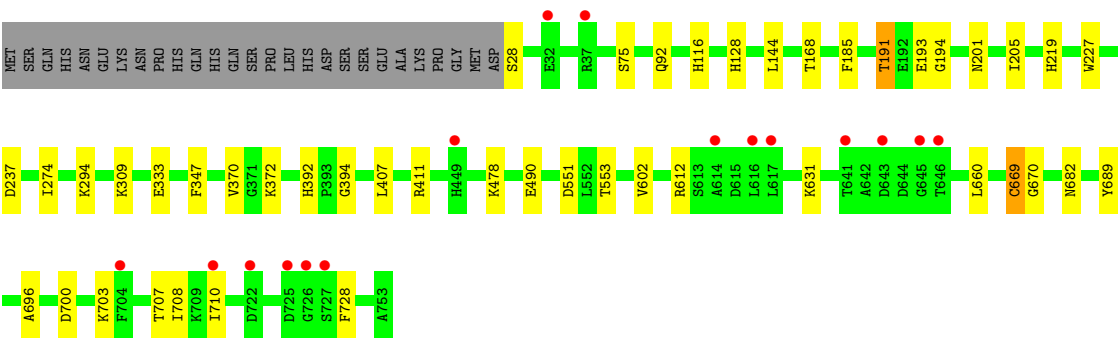 MET SER GLN HIS ASN GLU LYS ASN PRO HIS GLN HIS GLN SER PRO LEU HIS ASP SER SER GLU ALA LYS PRO GLY MET ASP S28 E32 R37 S75 Q92 H116 H128 L144 T168 F185 T191 E192 E193 G194 N201 I205 H219 W227
D237 I274 K294 K309 E333 F347 V370 G371 K372 H392 P393 G394 L407 R411 H449 K478 E490 D551 L552 T553 V602 R612 S613 A614 D615 L616 L617 K631 T641 A642 D643 D644 G645 T646 L660 C669 G670 N682 Y689
A696 D700 K703 F704 T707 I708 K709 I710 D722 D725 G726 S727 F728 A753